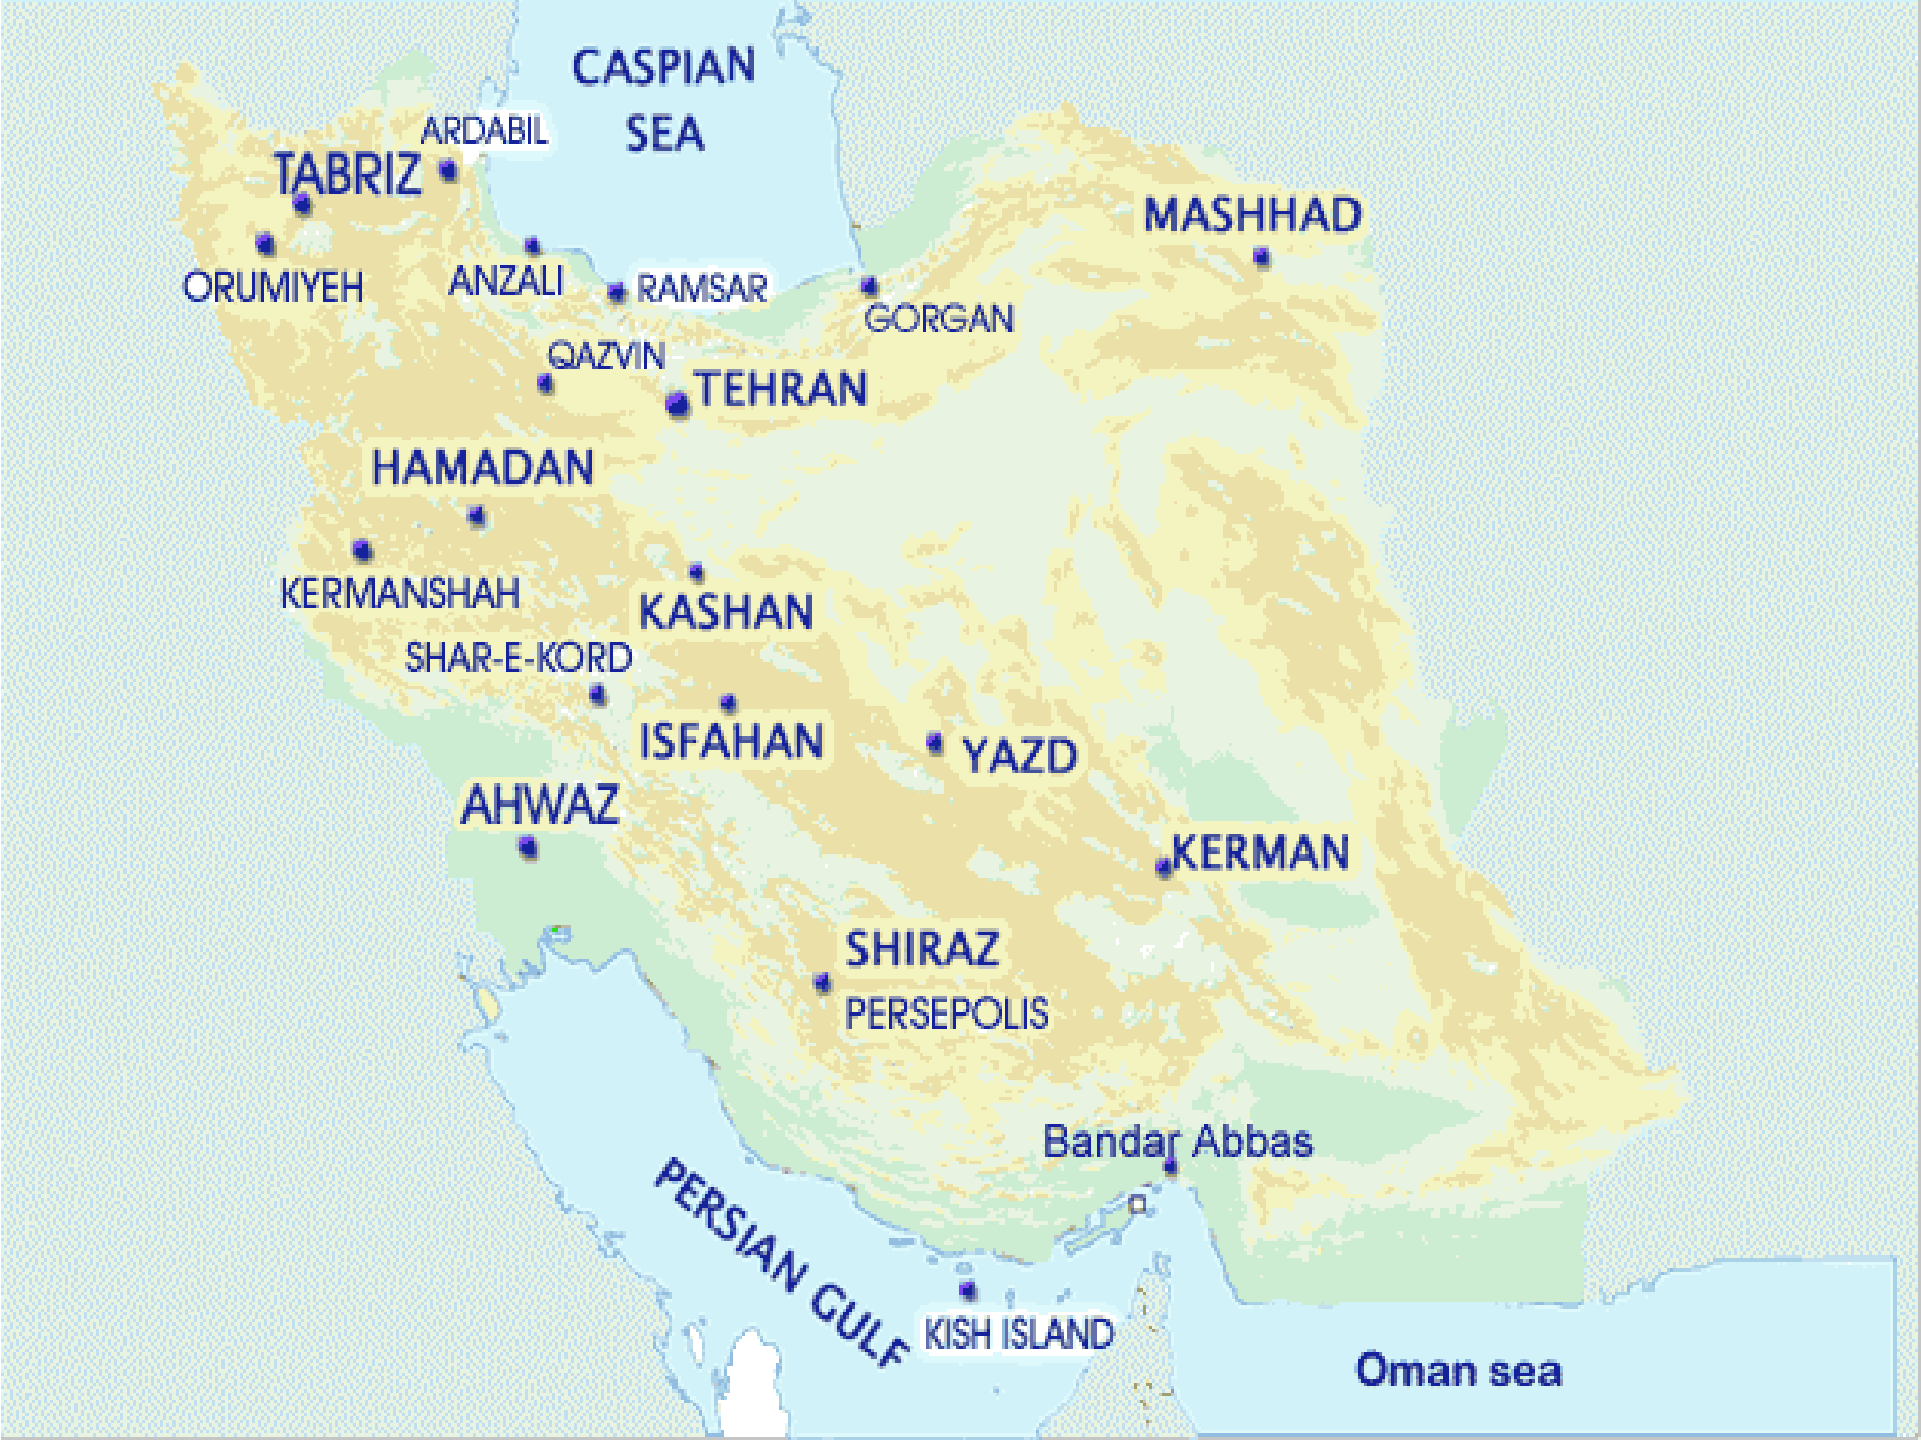 CASPIAN
SEA
ARDABIL
TABRIZ
MASHHAD
ORUMIYEH
ANZALI
RAMSAR
GORGAN
QAZVIN
TEHRAN
HAMADAN
KERMANSHAH
KASHAN
SHAR-E-KORD
ISFAHAN
YAZD
AHWAZ
KERMAN
SHIRAZ
PERSEPOLIS
Bandar Abbas
PERSIAN GULF
KISH ISLAND
Oman sea